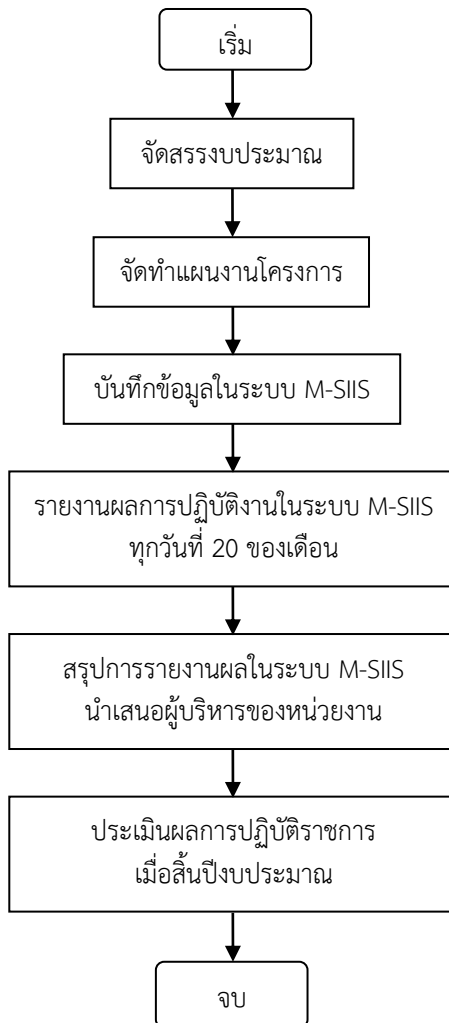 เริ่ม
จัดสรรงบประมาณ
จัดทำแผนงานโครงการ
บันทึกข้อมูลในระบบ M-SIIS
รายงานผลการปฏิบัติงานในระบบ M-SIIS
ทุกวันที่ 20 ของเดือน
สรุปการรายงานผลในระบบ M-SIIS
นำเสนอผู้บริหารของหน่วยงาน
ประเมินผลการปฏิบัติราชการ
เมื่อสิ้นปีงบประมาณ
จบ